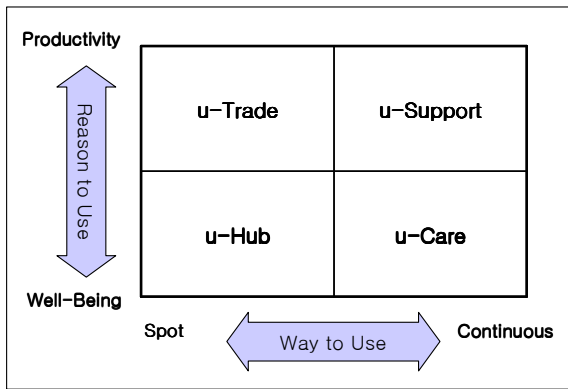 Productivity
u-Trade
u-Support
Reason to Use
u-Hub
u-Care
Well-Being
Spot
Way to Use
Continuous